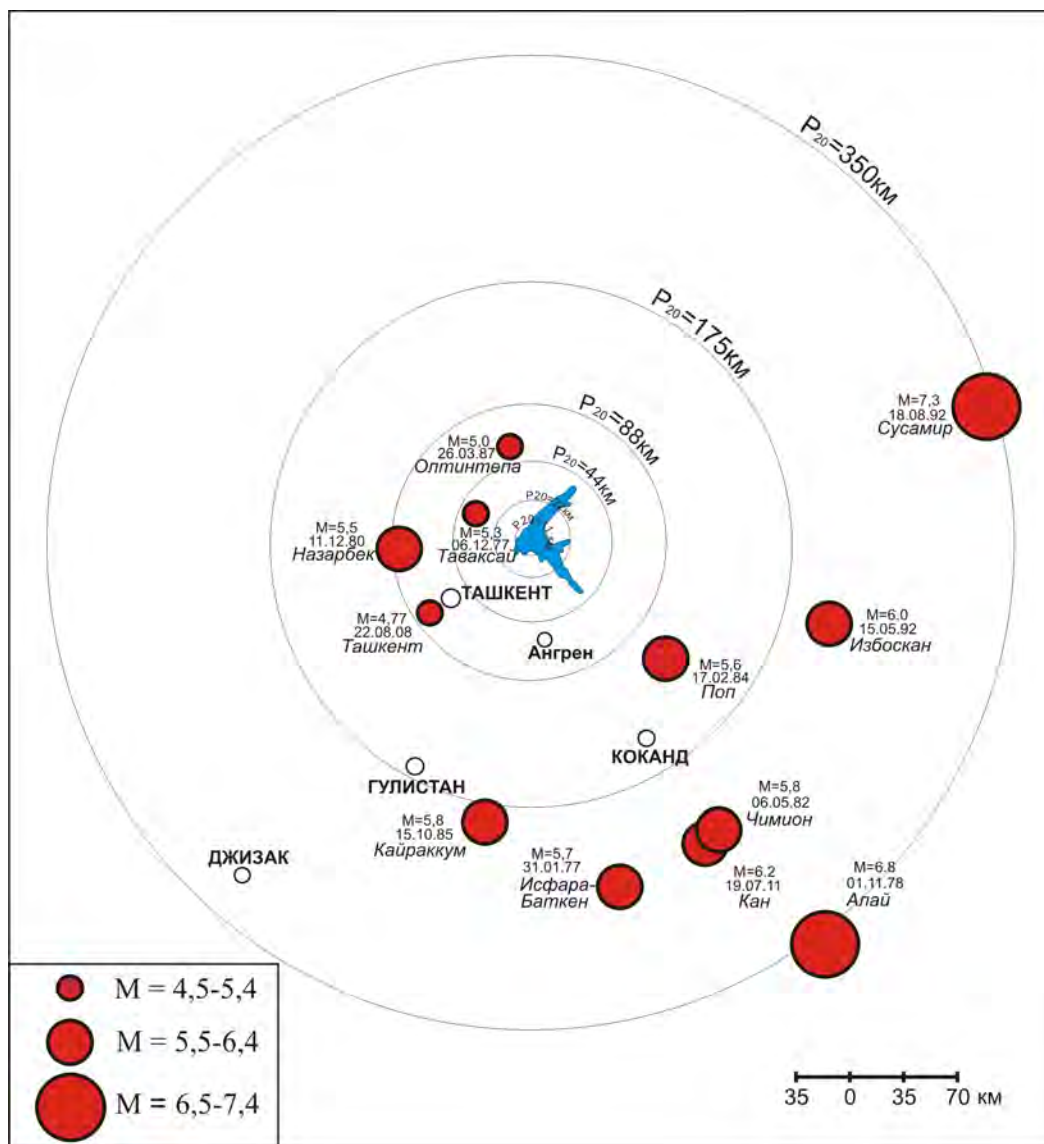 P20=350км
P20=175км
P20=88км
P20=44км
М=7,3
18.08.92
Сусамир
М=5,0
26.03.87
Олтинтепа
М=5,3
06.12.77
Таваксай
М=5,5
11.12.80
Назарбек
ТАШКЕНТ
М=4,77
22.08.08
Ташкент
Ангрен
М=6,0
15.05.92
Избоскан
М=5,6
17.02.84
Поп
КОКАНД
ГУЛИСТАН
М=5,8
15.10.85
Кайраккум
М=5,8
06.05.82
Чимион
ДЖИЗАК
М=5,7
31.01.77
Исфара-
Баткен
М=6.2
19.07.11
Кан
М=6.8
01.11.78
Алай
М = 4,5-5,4
М = 5,5-6,4
М = 6,5-7,4
35 0 35 70 км